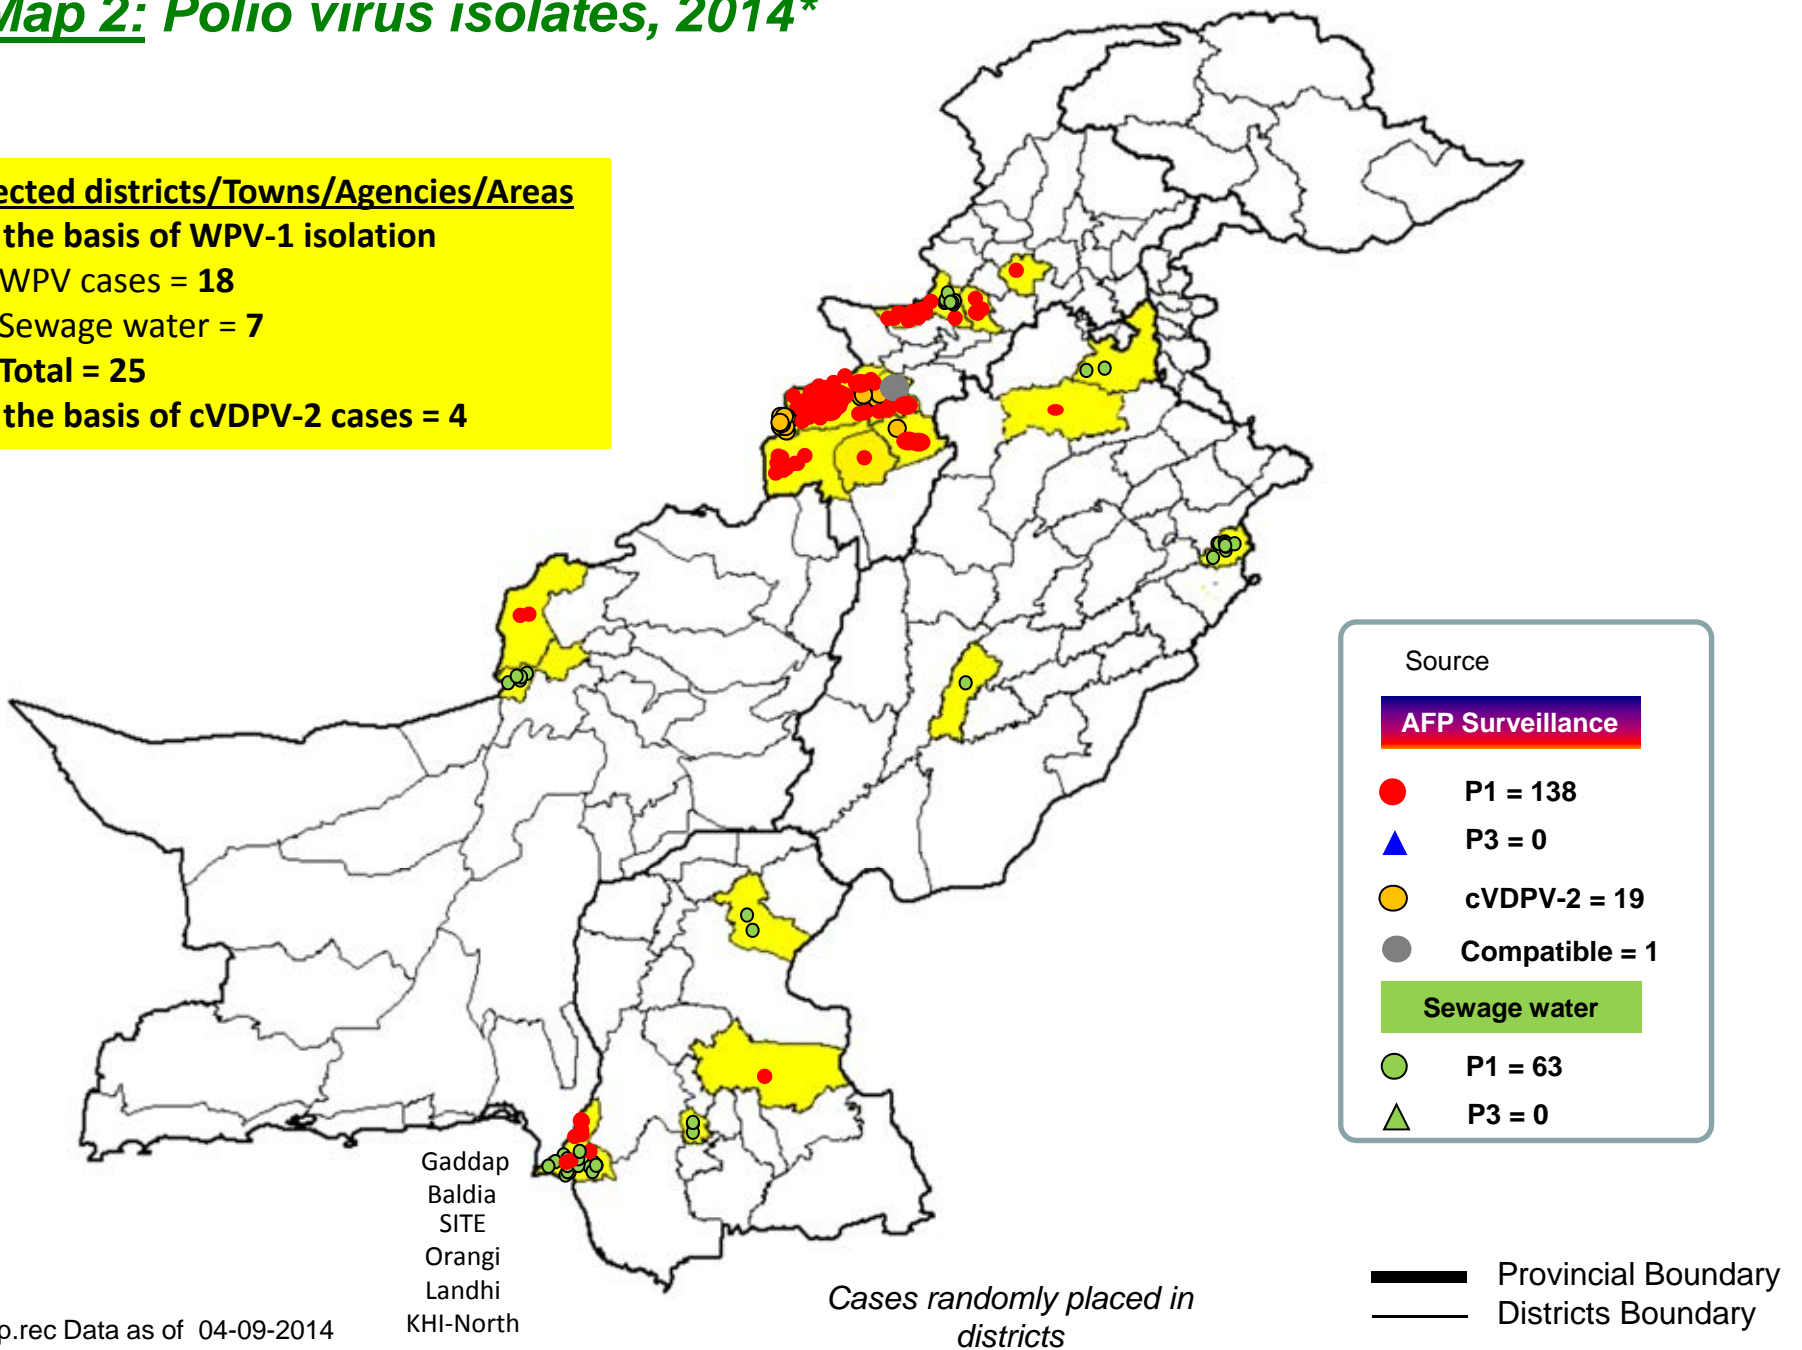 Map 2: Polio virus isolates, 2014*
ected districts/Towns/Agencies/Areas
the basis of WPV-1 isolation
WPV cases = 18
Sewage water = 7
Total = 25
the basis of cVDPV-2 cases = 4
Source
AFP Surveillance
P1 = 138
P3 = 0
cVDPV-2 = 19
Compatible = 1
Sewage water
P1 = 63
P3 = 0
Gaddap
Baldia
SITE
Orangi
Landhi
KHI-North
Cases randomly placed in
districts
Provincial Boundary
Districts Boundary
p.rec Data as of 04-09-2014